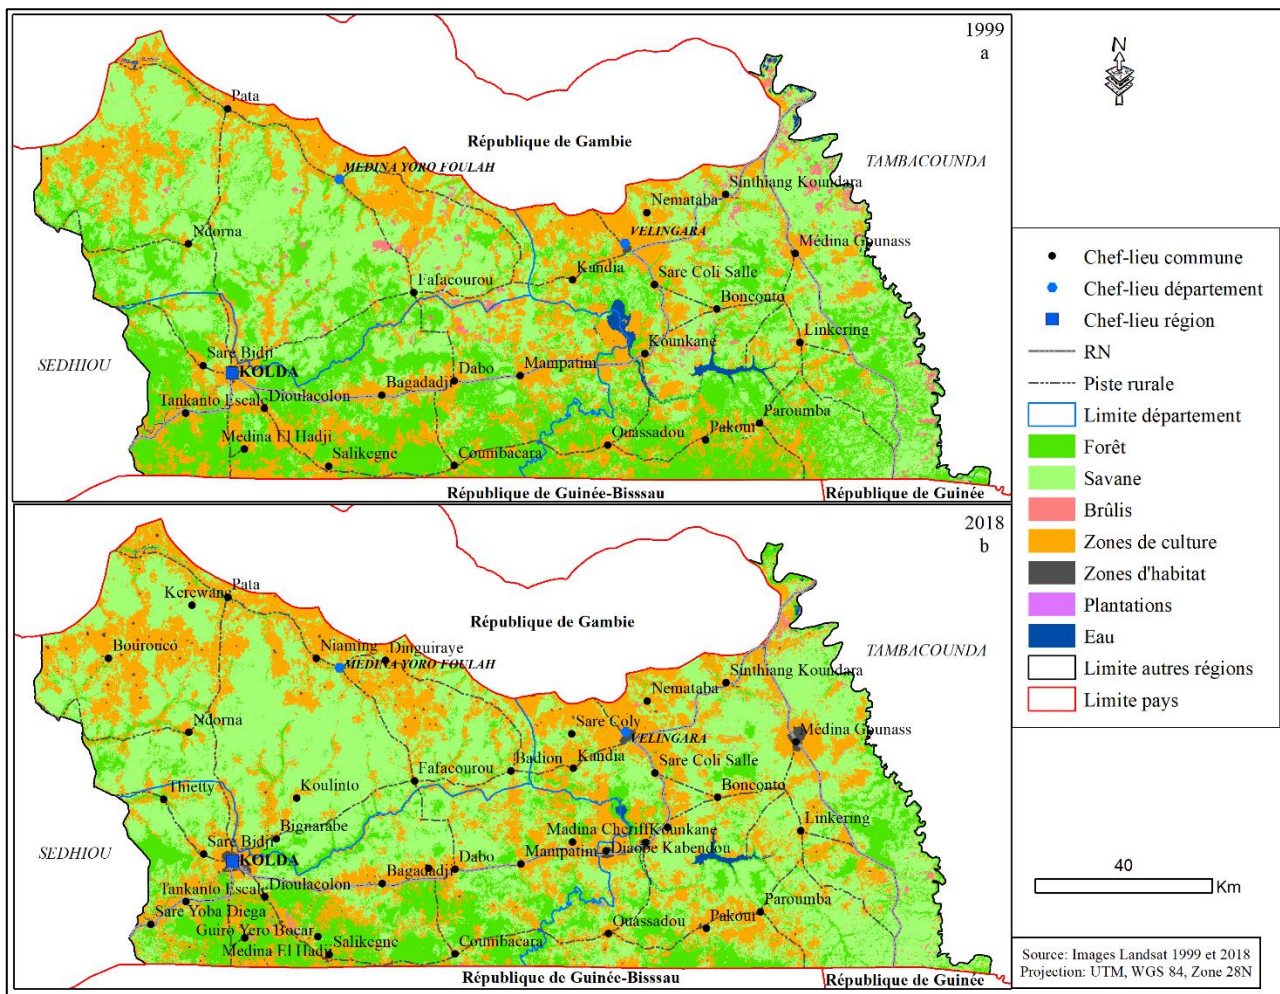 1999
a
N
Pata
République de Gambie
TAMBACOUNDA
MEDINA YORO FOULAH
Sinthiang Koundara
Nemataba
VELINGARA
Ndorna
Médina Gounass
Kandia
Sare Coli Salle
Fafacourou
Bonconto
Linkering
Kounkane
SEDHIOU
Sare Bidji
KOLDA
Mampatim
Dabo
Bagadadji
Tankanto Escale
Dioulacolon
Paroumba
Pakour
Ouassadou
Medina El Hadji
Salikegne
Coumbacara
République de Guinée-Bisssau
République de Guinée
2018
b
Kerewang
Pata
République de Gambie
TAMBACOUNDA
Bourouco
Niaming
Dinguiraye
MEDINA YORO FOULAH
Sinthiang Koundara
Nemataba
Ndorna
Sare Coly
VELINGARA
Médina Gounass
Badion
Kandia
Sare Coli Salle
Fafacourou
Thietty
Koulinto
Bonconto
Bignarabe
Madina Cheriff
Kounkane
Linkering
Sare Bidji
Diaobe Kabendou
SEDHIOU
KOLDA
Mampatim
Dabo
Bagadadji
Tankanto Escale
Dioulacolon
Paroumba
Sare Yoba Diega
Pakour
Ouassadou
Guiro Yero Bocar
Salikegne
Coumbacara
Medina El Hadji
République de Guinée-Bissau
République de Guinée
Chef-lieu commune
Chef-lieu département
Chef-lieu région
RN
Piste rurale
Limite département
Forêt
Savane
Brûlis
Zones de culture
Zones d'habitat
Plantations
Eau
Limite autres régions
Limite pays
40
Km
Source: Images Landsat 1999 et 2018
Projection: UTM, WGS 84, Zone 28N